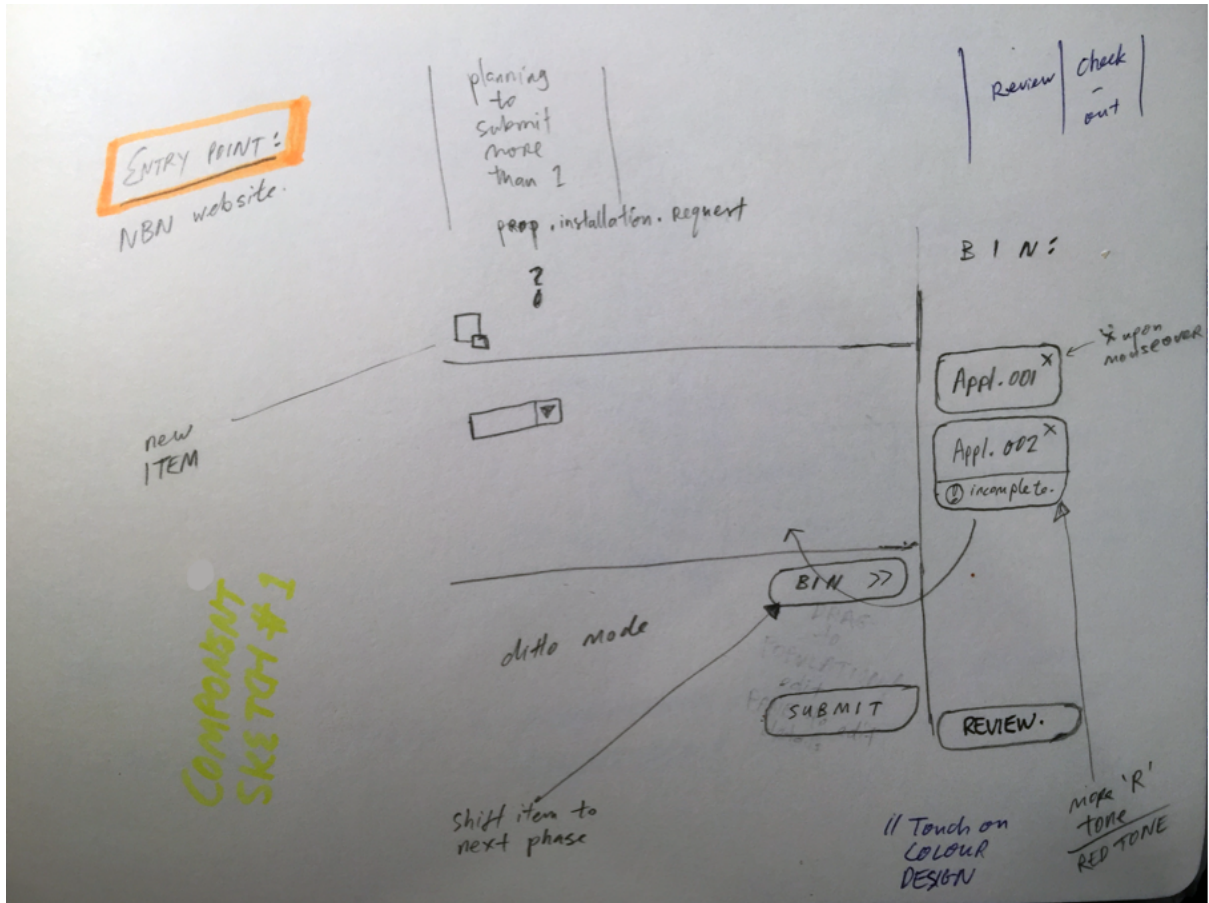 ENTRY POINT:
NBN website.
planning
to
submit
more
than 1
prop.installation.Request
?
Review
Check
-
out
BIN:
x upon
mouseover
Appl.001 x
Appl.002 x
! incomplete.
new
ITEM
BIN >>
ditto mode
SUBMIT
REVIEW.
COMPONENT
SKETCH #1
shift item to
next phase
// Touch on
COLOUR
DESIGN
more 'R'
tone
RED TONE